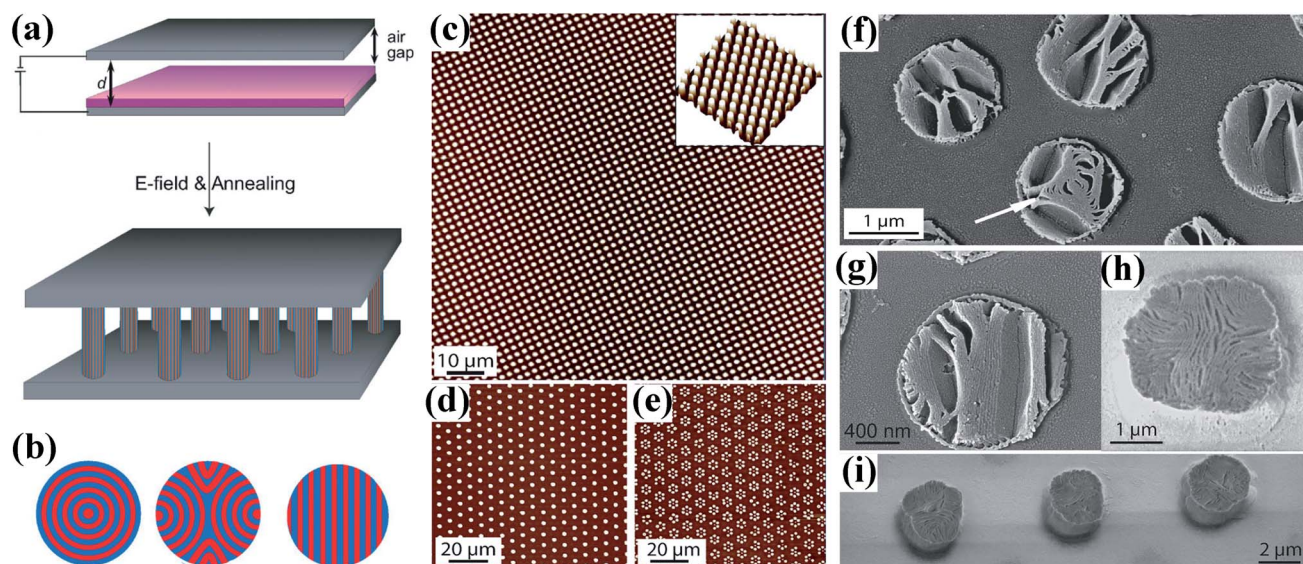 (a)
air
gap
d
E-field & Annealing
(b)
(c)
10 µm
(d)
20 µm
(e)
20 µm
(f)
1 µm
(g)
400 nm
(h)
1 µm
(i)
2 µm